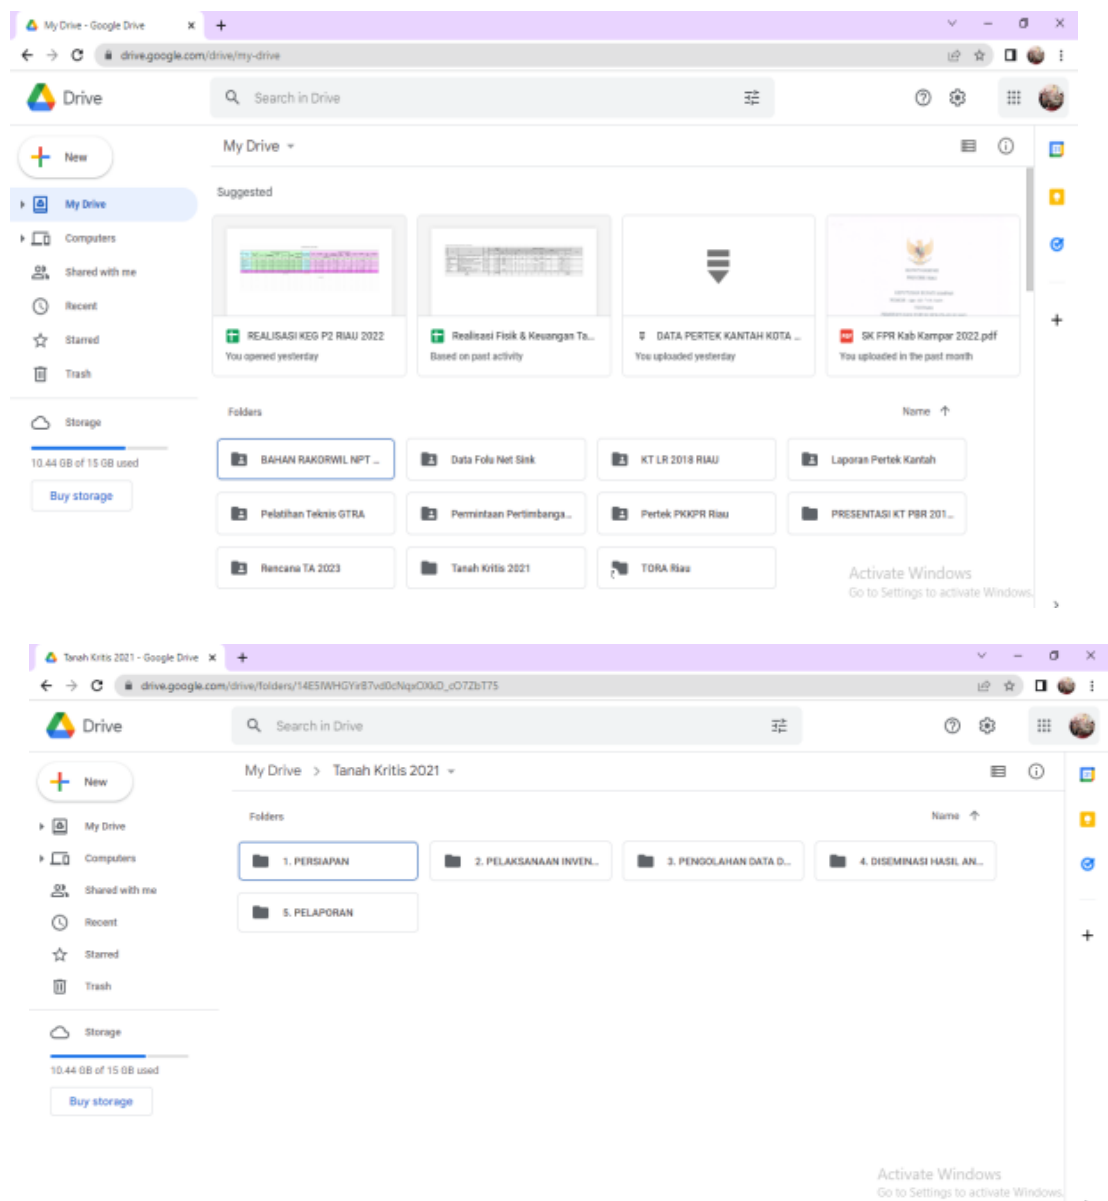 My Drive - Google Drive
drive.google.com/drive/my-drive
Drive
Search in Drive
New
My Drive
My Drive
Computers
Shared with me
Recent
Starred
Trash
Storage
10.44 GB of 15 GB used
Buy storage
Suggested
REALISASI KEG P2 RIAU 2022
You opened yesterday
Realisasi Fisik & Keuangan Ta...
Based on past activity
DATA PERTEK KANTAH KOTA ...
You uploaded yesterday
SK FPR Kab Kampar 2022.pdf
You uploaded in the past month
Folders
Name
BAHAN RAKORWIL NPT ...
Data Folu Net Sink
KT LR 2018 RIAU
Laporan Pertek Kantah
Pelatihan Teknis GTRA
Permintaan Pertimbanga...
Pertek PKKPR Riau
PRESENTASI KT PBR 201...
Rencana TA 2023
Tanah Kritis 2021
TORA Riau
Activate Windows
Go to Settings to activate Windows.
Tanah Kritis 2021 - Google Drive
Drive
Search in Drive
New
My Drive > Tanah Kritis 2021
My Drive
Computers
Shared with me
Recent
Starred
Trash
Storage
10.44 GB of 15 GB used
Buy storage
Folders
Name
1. PERSIAPAN
2. PELAKSANAAN INVEN...
3. PENGOLAHAN DATA D...
4. DISEMINASI HASIL AN...
5. PELAPORAN
Activate Windows
Go to Settings to activate Windows.